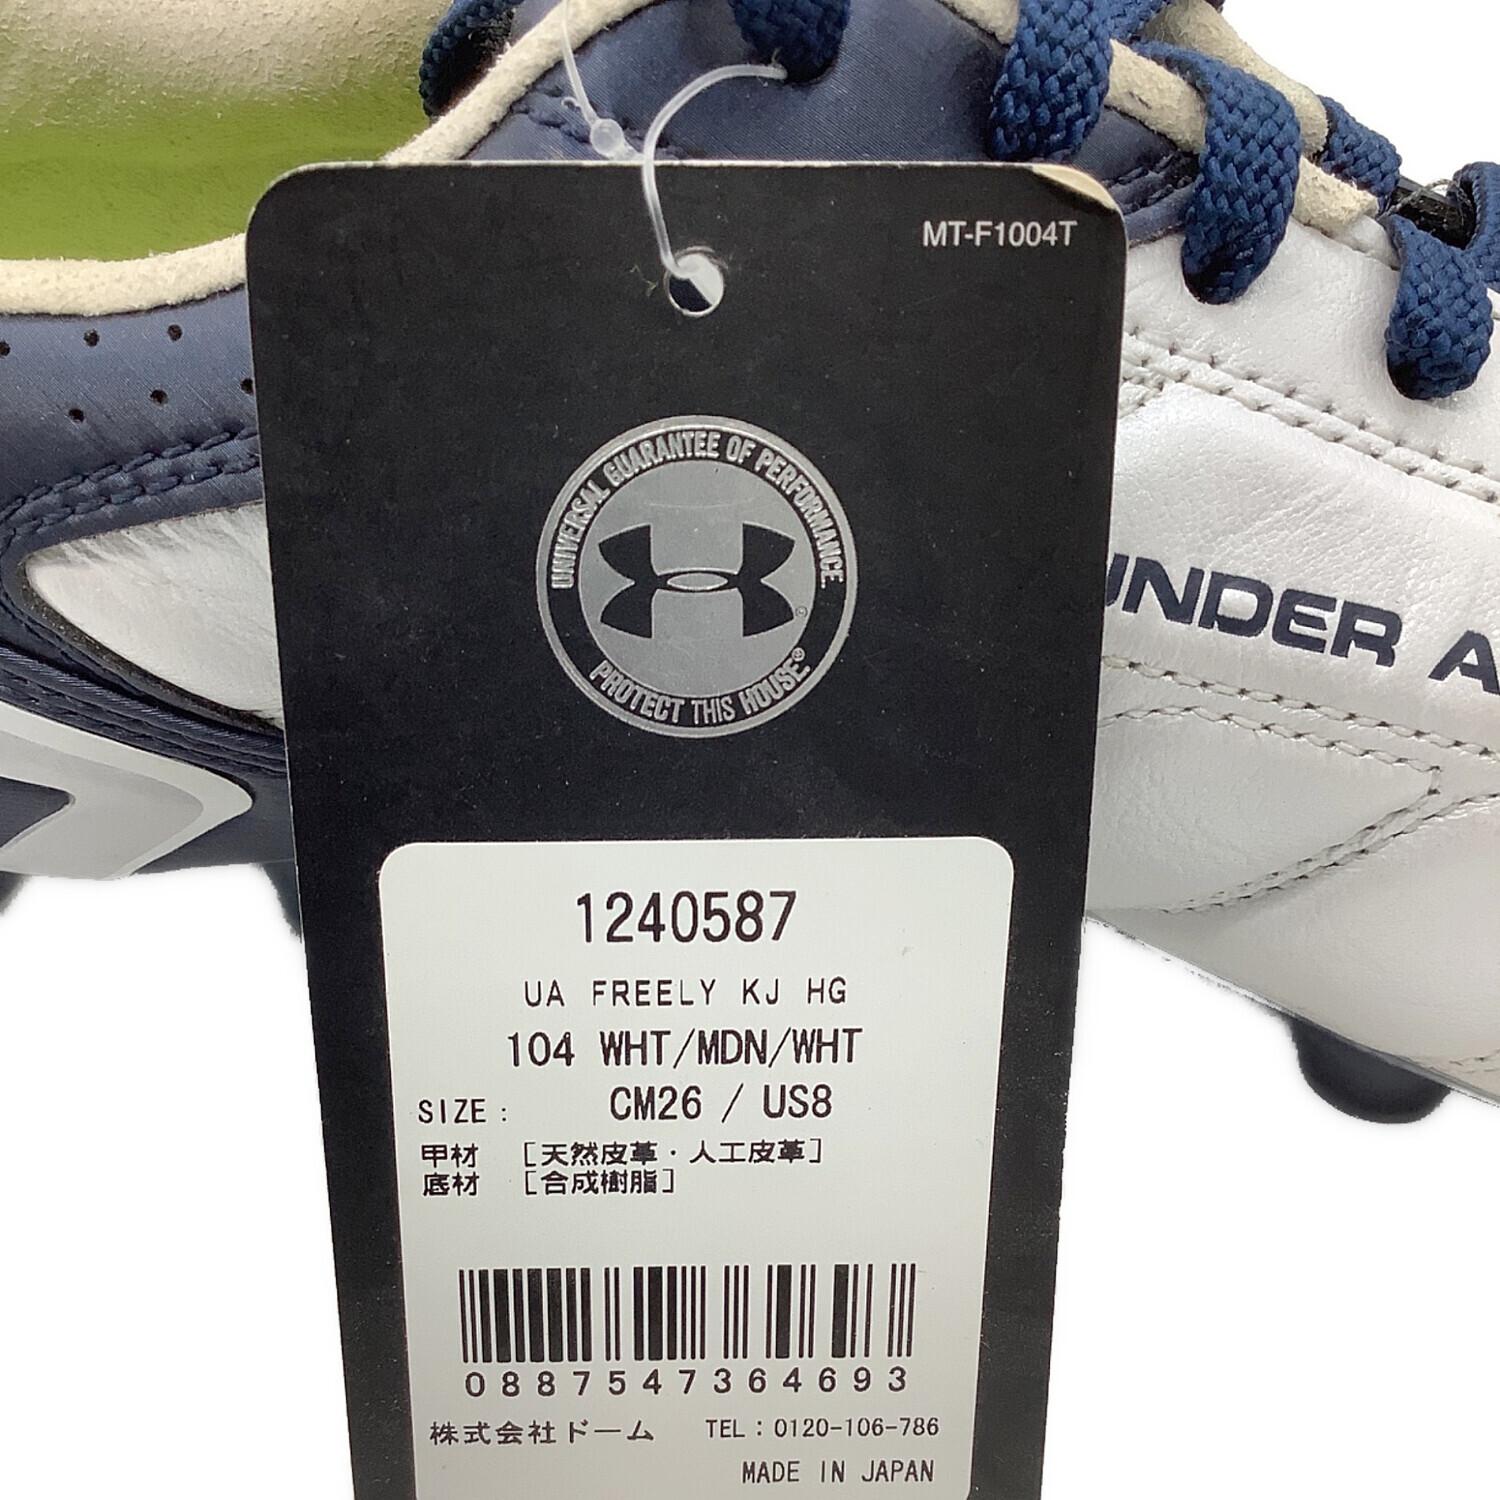 MT-F1004T
UNIVERSAL GUARANTEE OF PERFORMANCE.
PROTECT THIS HOUSE®
UNDER A
1240587
UA FREELY KJ HG
104 WHT/MDN/WHT
SIZE: CM26 / US8
甲材 [天然皮革・人工皮革]
底材 [合成樹脂]
0887547364693
株式会社ドーム TEL:0120-106-786
MADE IN JAPAN